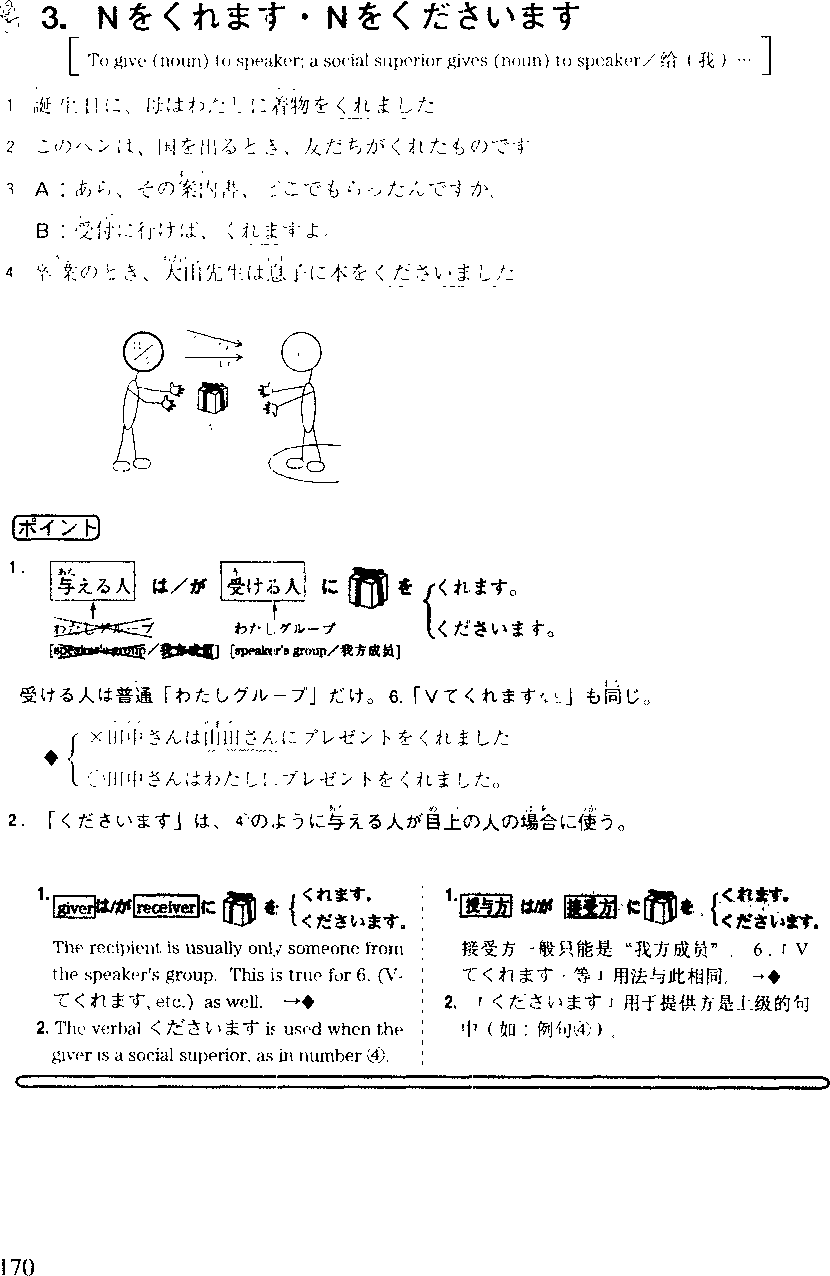 3. Nをくれます・Nをくださいます
[To give (noun) to speaker; a social superior gives (noun) to speaker／给（我）…]
1 誕生日に、母はわたしに着物をくれました
2 このペンは、国を出るとき、友だちがくれたものです
3 A：あら、その案内書、どこでもらったんですか。
B：受付に行けば、くれますよ。
4 卒業のとき、大山先生は息子に本をくださいました
ポイント
1. 与える人 は／が 受ける人 に を くれます。
くださいます。
わたしグループ わたしグループ
[speaker's group／我方成員] [speaker's group／我方成員]
受ける人は普通「わたしグループ」だけ。6.「Vてくれます」も同じ。
◆ ×田中さんは山田さんにプレゼントをくれました
○田中さんはわたしにプレゼントをくれました。
2. 「くださいます」は、4のように与える人が目上の人の場合に使う。
1. giver は/が receiver に を くれます.
くださいます.
The recipient is usually only someone from
the speaker's group. This is true for 6. (V-
てくれます, etc.) as well. →◆
2. The verbal くださいます is used when the
giver is a social superior, as in number ④.
1. 授与方 は/が 接受方 に を くれます.
くださいます.
接受方一般只能是“我方成员”. 6.「V
てくれます・等」用法与此相同. →◆
2. 「くださいます」用于提供方是上级的句
中（如：例句④）.
170